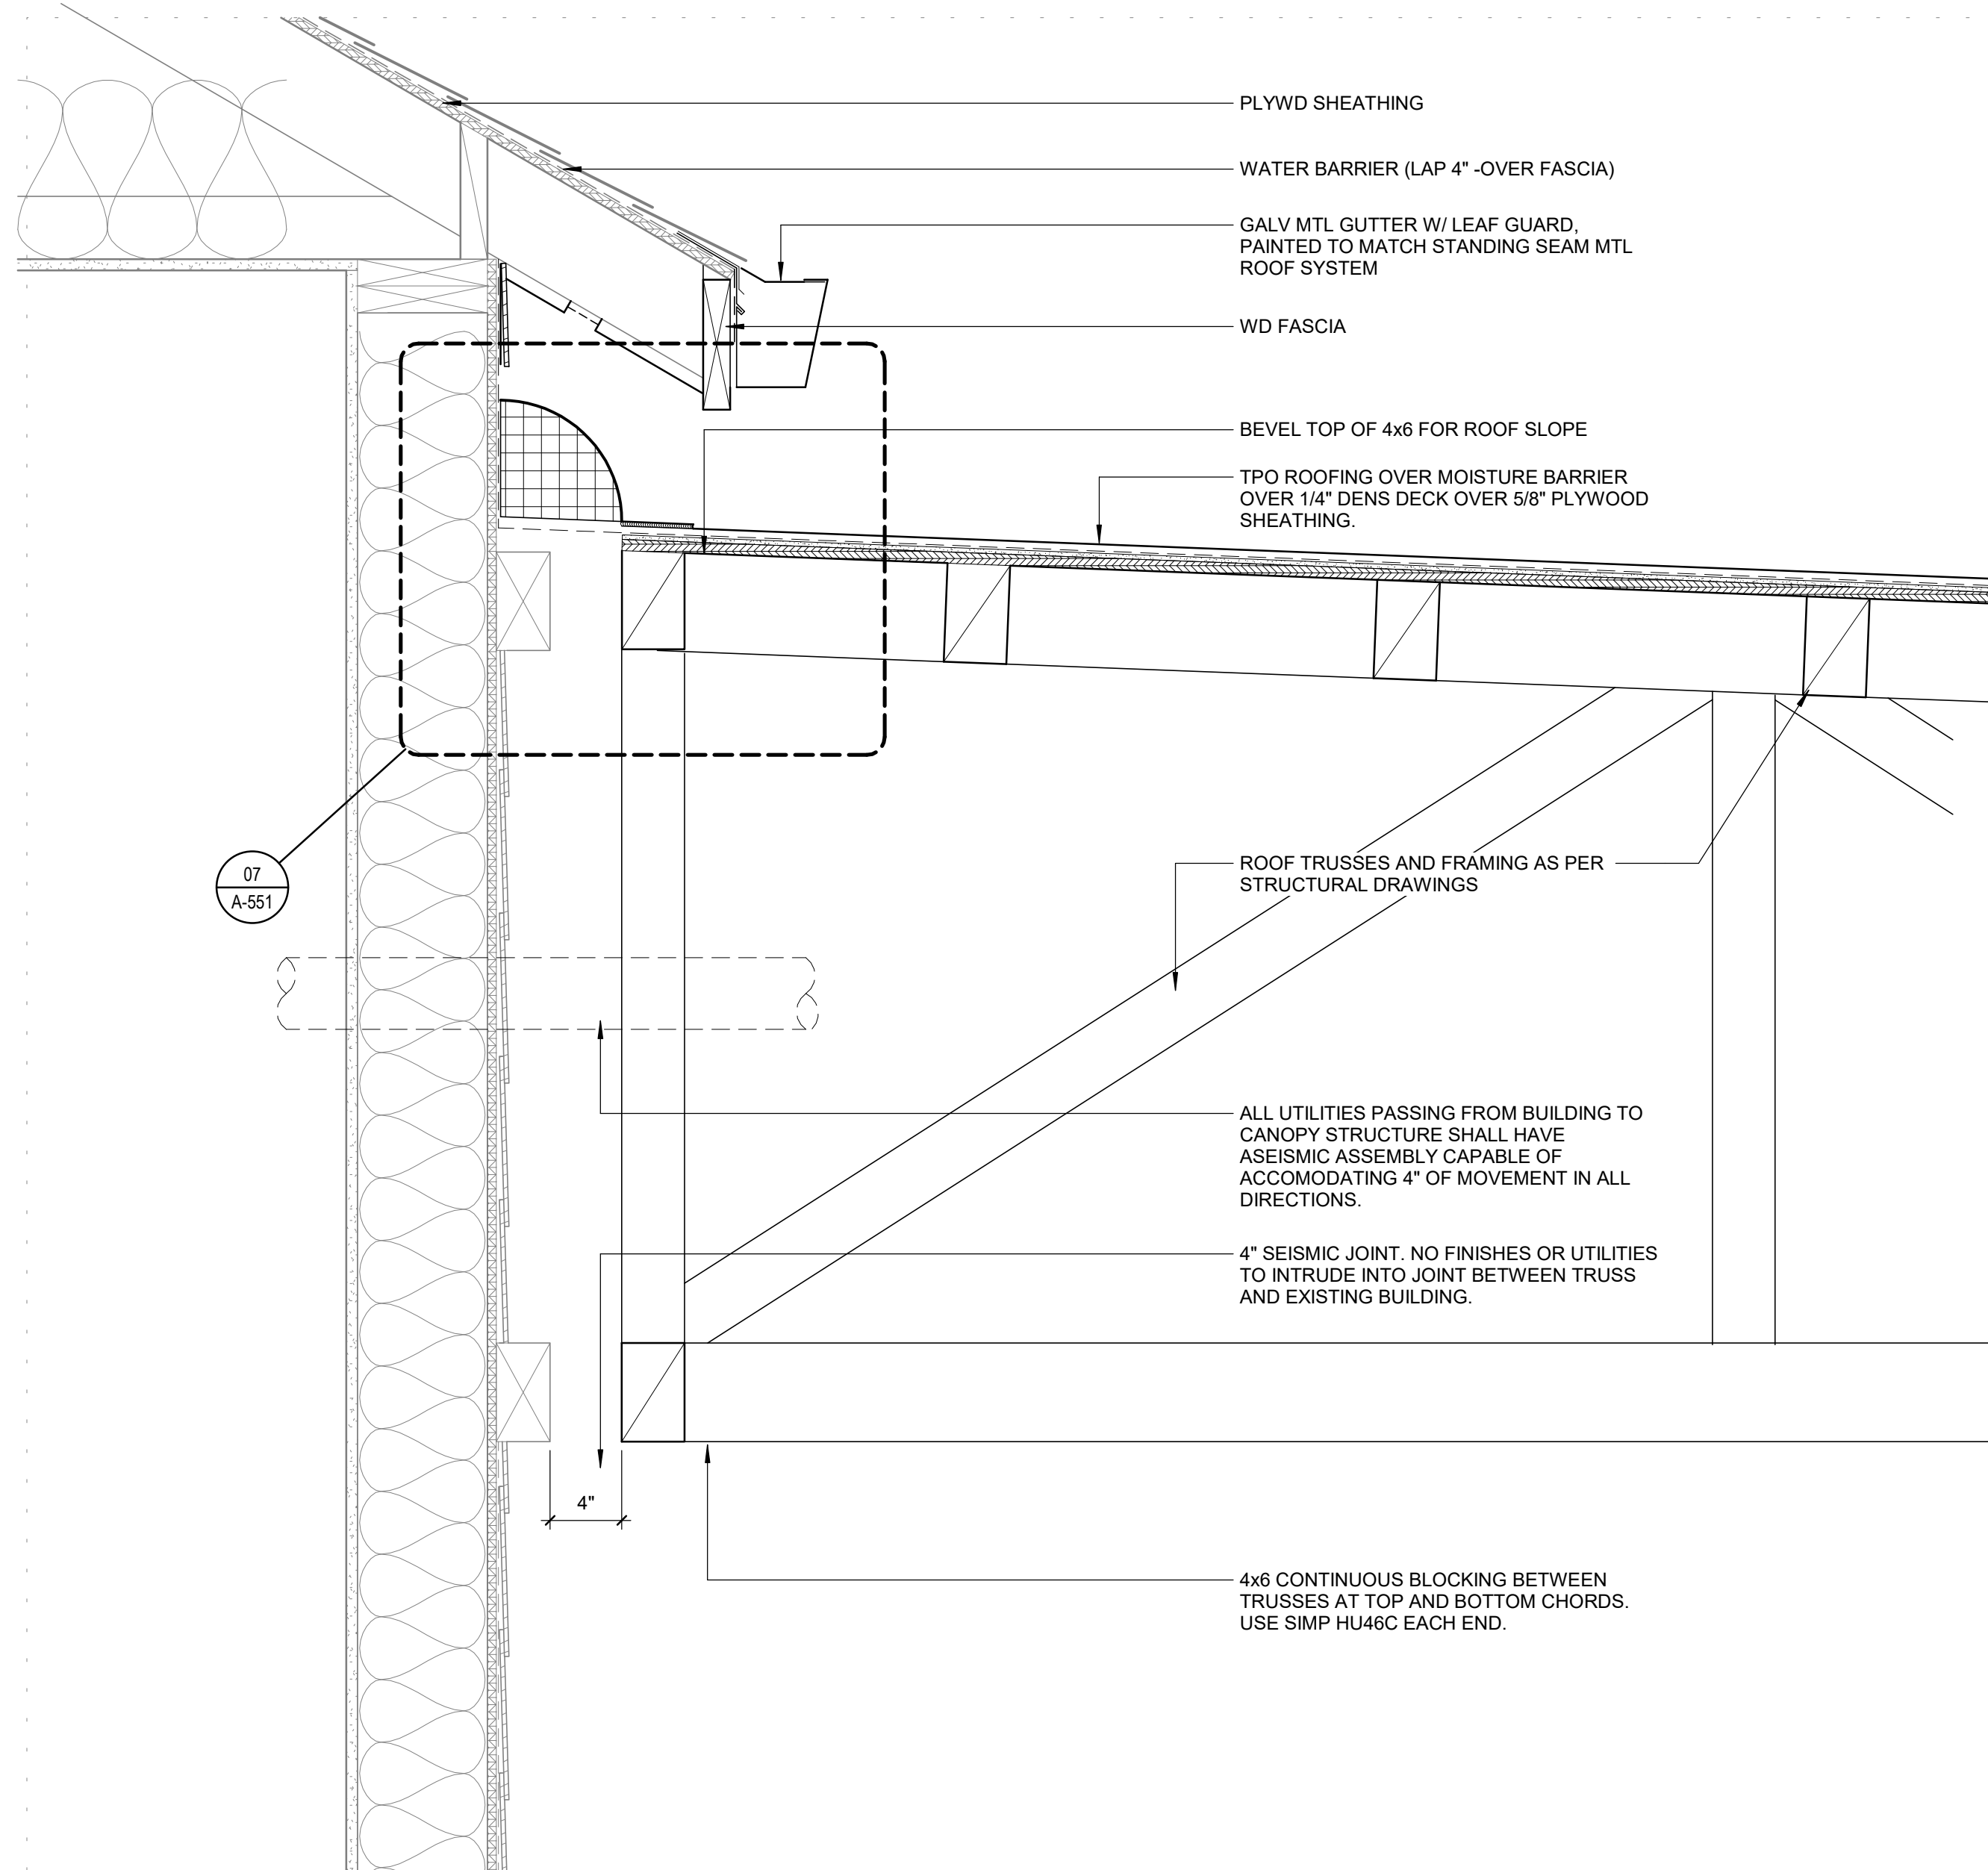 PLYWD SHEATHING
WATER BARRIER (LAP 4" -OVER FASCIA)
GALV MTL GUTTER W/ LEAF GUARD,
PAINTED TO MATCH STANDING SEAM MTL
ROOF SYSTEM
WD FASCIA
BEVEL TOP OF 4x6 FOR ROOF SLOPE
TPO ROOFING OVER MOISTURE BARRIER
OVER 1/4" DENS DECK OVER 5/8" PLYWOOD
SHEATHING.
07
A-551
ROOF TRUSSES AND FRAMING AS PER
STRUCTURAL DRAWINGS
ALL UTILITIES PASSING FROM BUILDING TO
CANOPY STRUCTURE SHALL HAVE
ASEISMIC ASSEMBLY CAPABLE OF
ACCOMODATING 4" OF MOVEMENT IN ALL
DIRECTIONS.
4" SEISMIC JOINT. NO FINISHES OR UTILITIES
TO INTRUDE INTO JOINT BETWEEN TRUSS
AND EXISTING BUILDING.
4"
4x6 CONTINUOUS BLOCKING BETWEEN
TRUSSES AT TOP AND BOTTOM CHORDS.
USE SIMP HU46C EACH END.